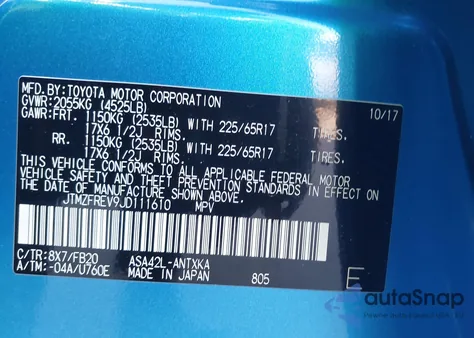 MFD.BY:TOYOTA MOTOR CORPORATION 10/17
GVWR:2055KG (4525LB)
GAWR:FRT. 1150KG (2535LB) WITH 225/65R17 TIRES,
17X6 1/2J RIMS,
RR. 1150KG (2535LB) WITH 225/65R17 TIRES,
17X6 1/2J RIMS.
THIS VEHICLE CONFORMS TO ALL APPLICABLE FEDERAL MOTOR
VEHICLE SAFETY AND THEFT PREVENTION STANDARDS IN EFFECT
ON THE DATE OF MANUFACTURE SHOWN ABOVE.
JTMZFREV9JD111610 MPV
C/TR:8X7/FB20 ASA42L-ANTXKA
A/TM:-04A/U760E MADE IN JAPAN 805 E
autoSnap